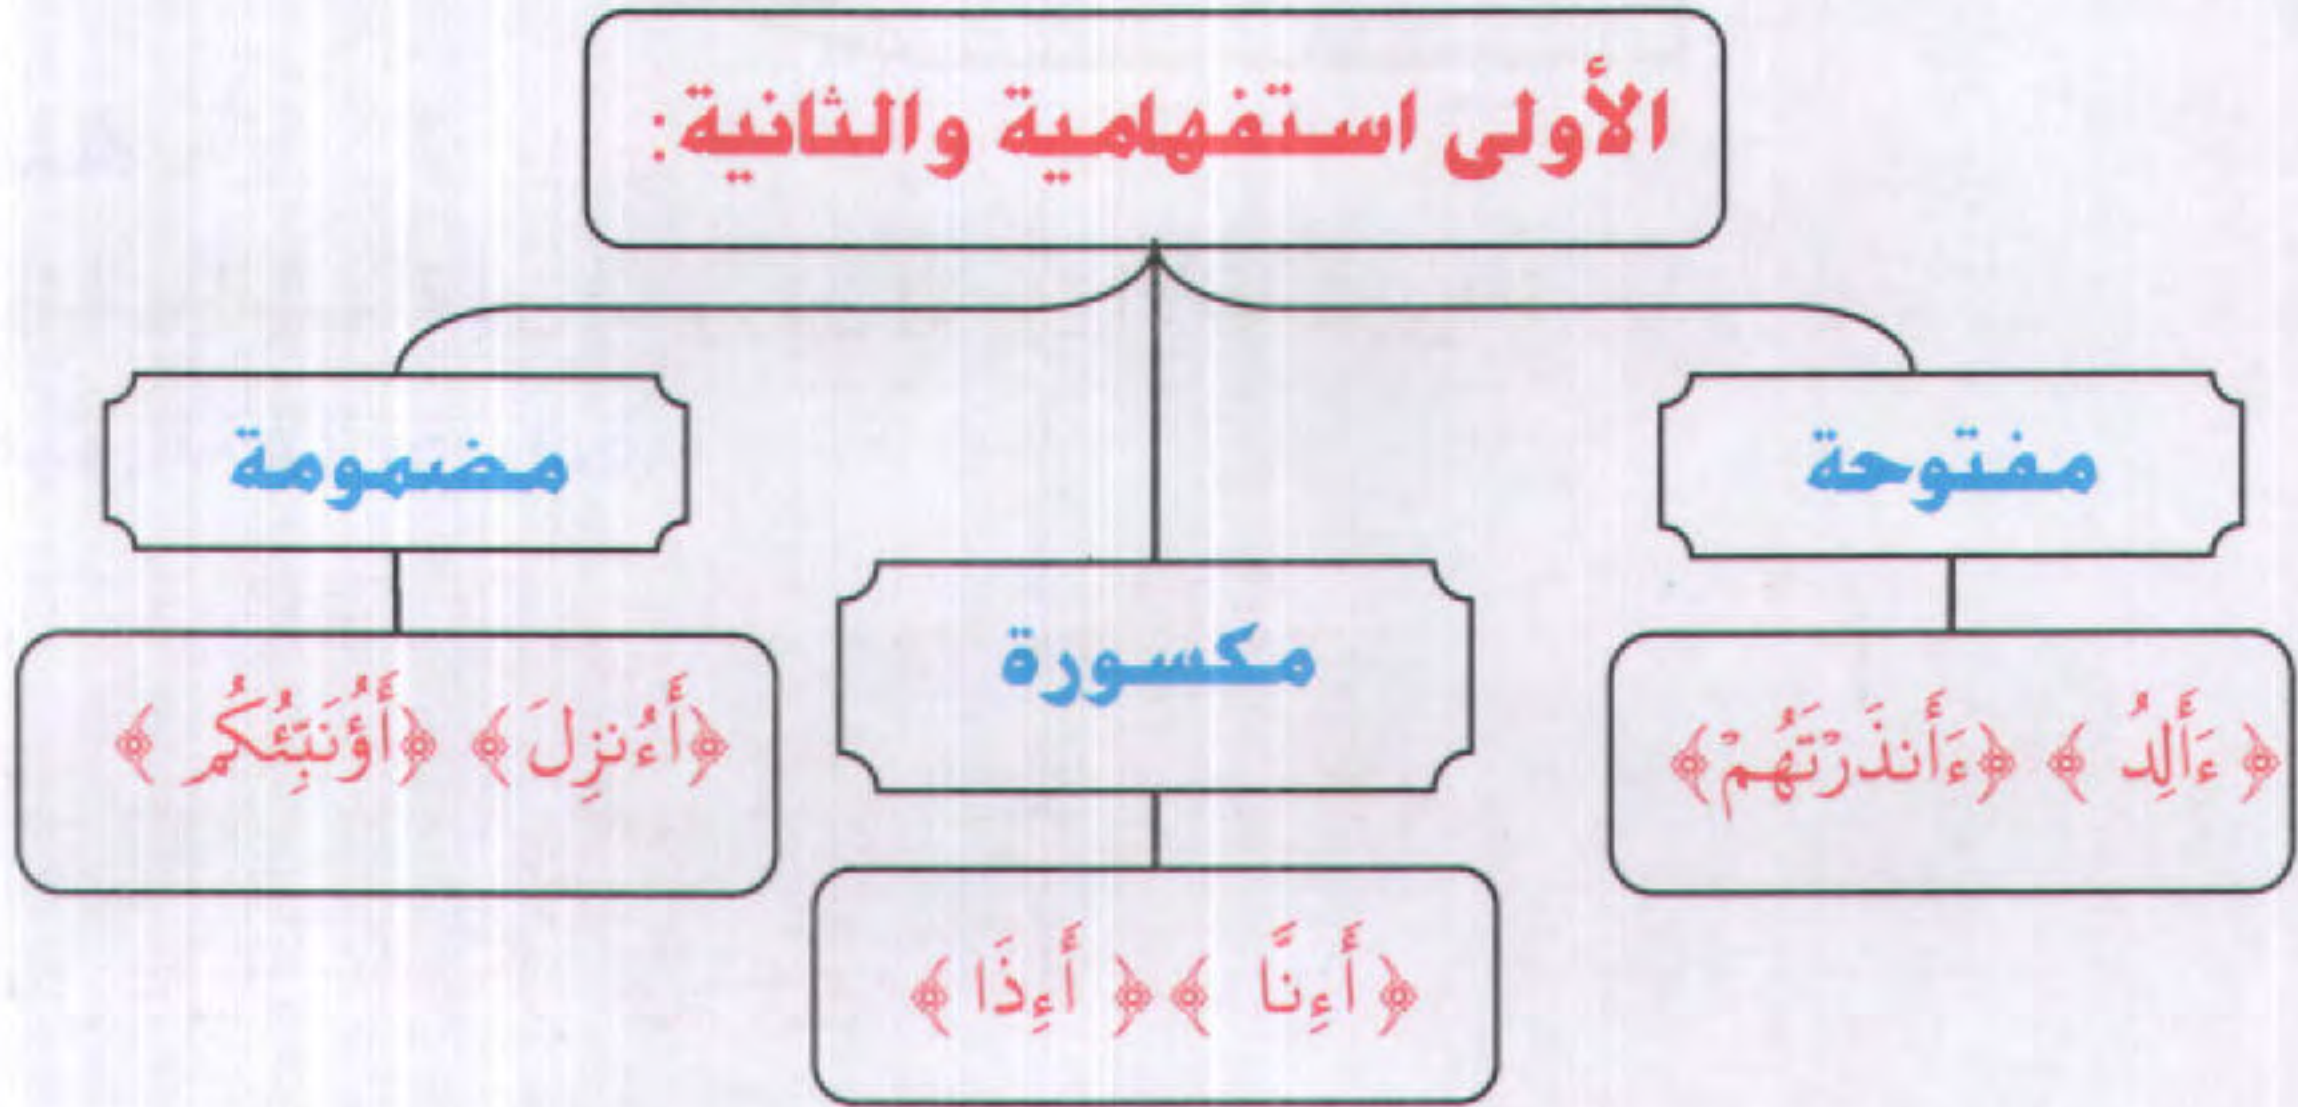 الأولى استفهامية والثانية:
مفتوحة
﴿ ءَأَلِدُ ﴾ ﴿ءَأَنذَرْتَهُمْ﴾
مكسورة
﴿ أَءِنَّا ﴾ ﴿ أَءِذَا ﴾
مضمومة
﴿أَءُنزِلَ﴾ ﴿أَؤُنَبِّئُكُم ﴾